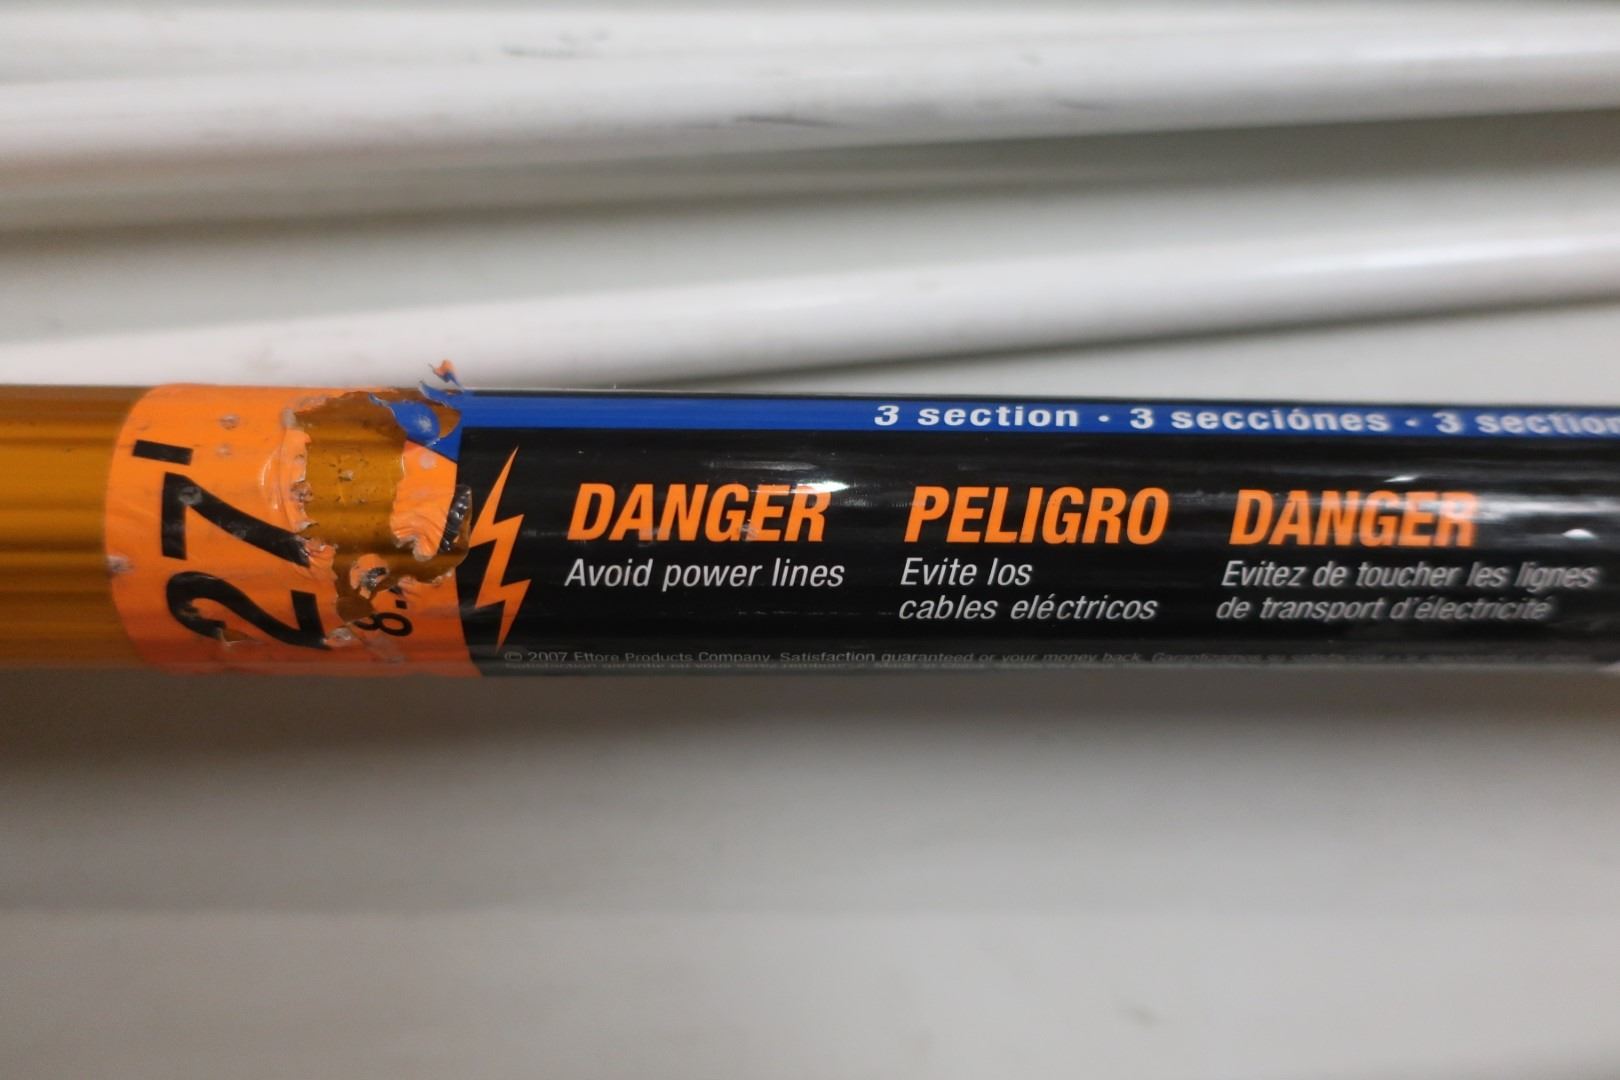 27'
3 section · 3 secciónes · 3 section
DANGER
Avoid power lines
PELIGRO
Evite los
cables eléctricos
DANGER
Evitez de toucher les lignes
de transport d'électricité
© 2007 Ettore Products Company. Satisfaction guaranteed or your money back.